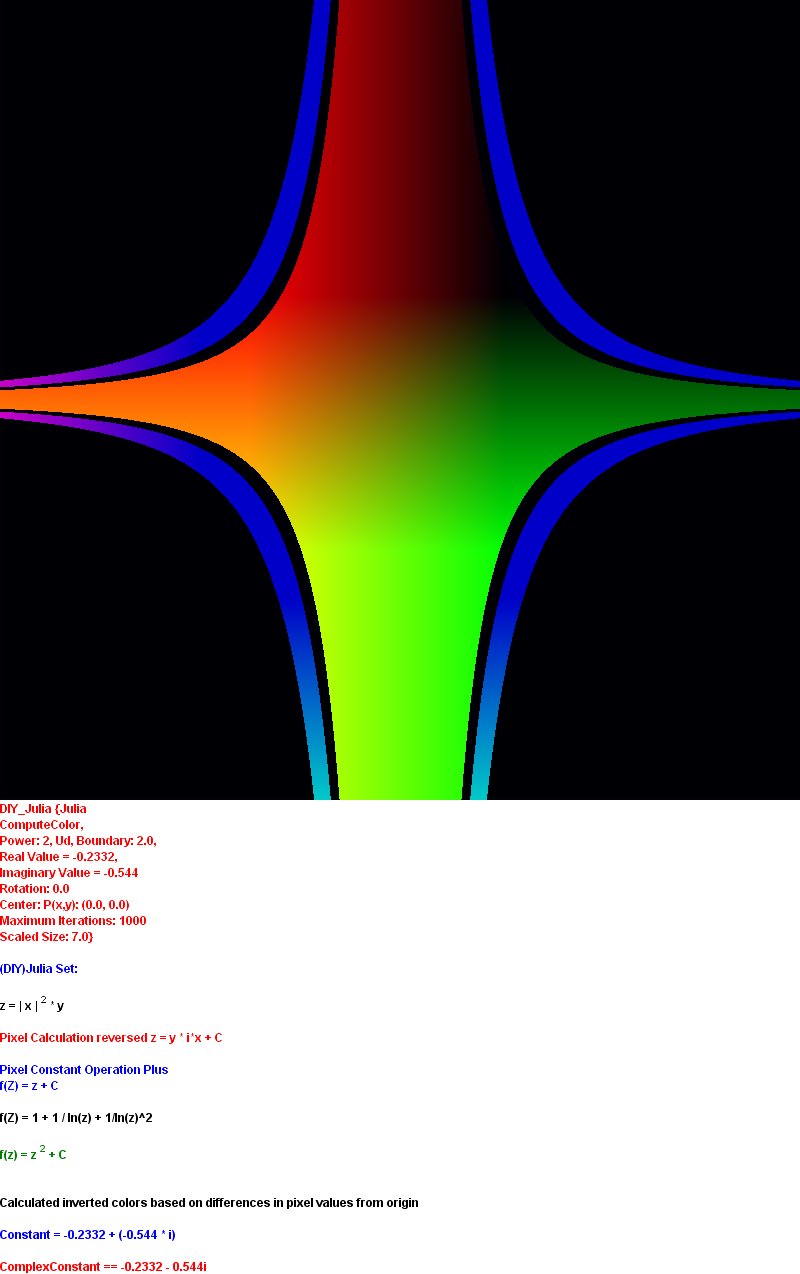 DIY_Julia {Julia
ComputeColor,
Power: 2, Ud, Boundary: 2.0,
Real Value = -0.2332,
Imaginary Value = -0.544
Rotation: 0.0
Center: P(x,y): (0.0, 0.0)
Maximum Iterations: 1000
Scaled Size: 7.0}
(DIY)Julia Set:
z = | x | ² * y
Pixel Calculation reversed z = y * i*x + C
Pixel Constant Operation Plus
f(Z) = z + C
f(Z) = 1 + 1 / ln(z) + 1/ln(z)^2
f(z) = z ² + C
Calculated inverted colors based on differences in pixel values from origin
Constant = -0.2332 + (-0.544 * i)
ComplexConstant == -0.2332 - 0.544i